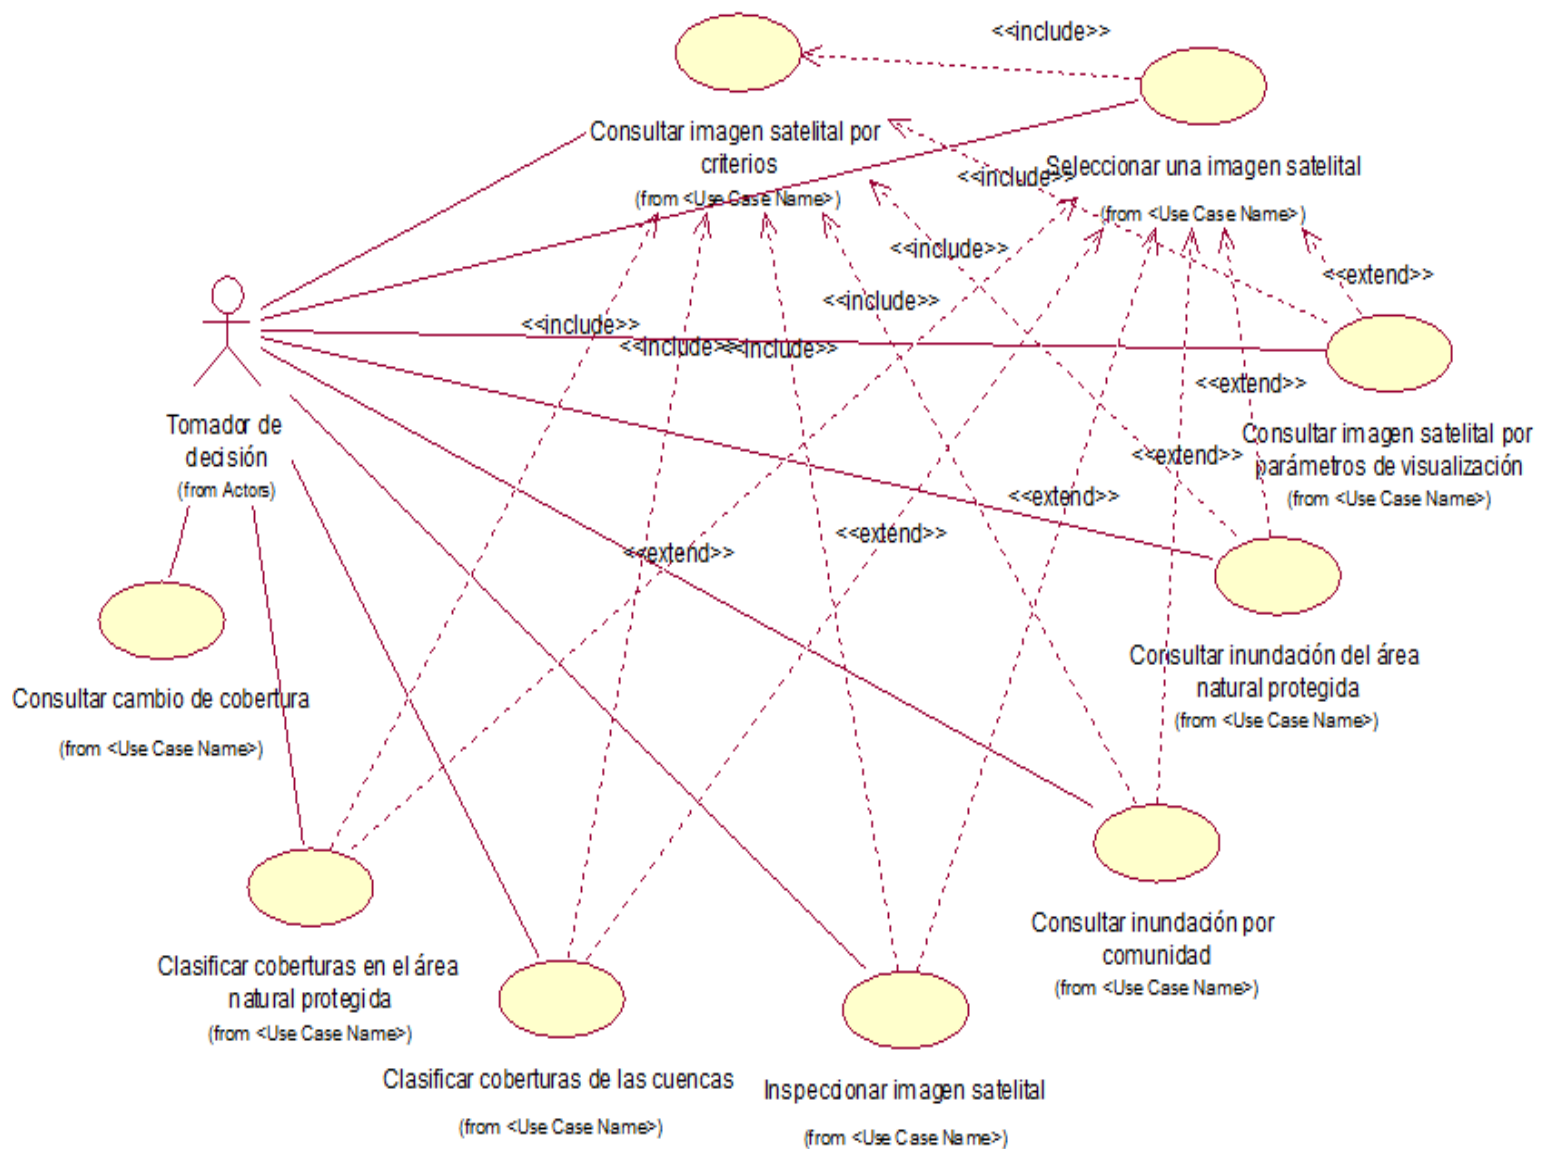 <<include>>
Consultar imagen satelital por
criterios
(from <Use Case Name>)
Seleccionar una imagen satelital
(from <Use Case Name>)
<<include>>
<<include>>
<<extend>>
<<include>>
<<include>>
<<include>>
<<include>>
<<extend>>
Tomador de
decisión
(from Actors)
Consultar imagen satelital por
parámetros de visualización
(from <Use Case Name>)
<<extend>>
<<extend>>
<<extend>>
<<extend>>
Consultar inundación del área
natural protegida
(from <Use Case Name>)
Consultar cambio de cobertura
(from <Use Case Name>)
Consultar inundación por
comunidad
(from <Use Case Name>)
Clasificar coberturas en el área
natural protegida
(from <Use Case Name>)
Clasificar coberturas de las cuencas
(from <Use Case Name>)
Inspeccionar imagen satelital
(from <Use Case Name>)